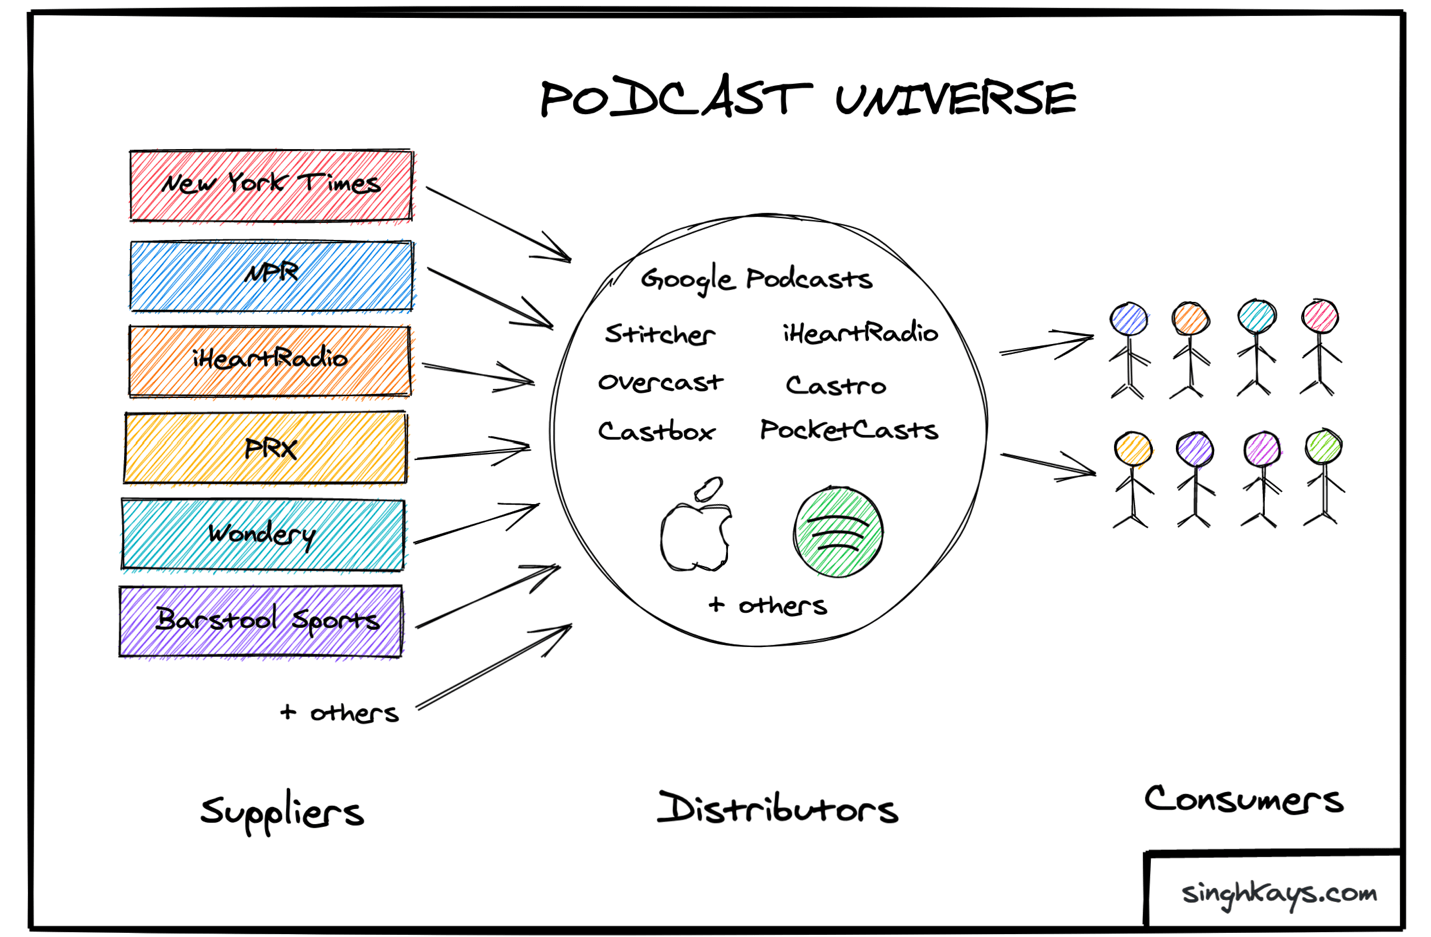 PODCAST UNIVERSE
New York Times
NPR
iHeartRadio
PRX
Wondery
Barstool Sports
+ others
Google Podcasts
Stitcher
iHeartRadio
Overcast
Castro
Castbox
PocketCasts
+ others
Suppliers
Distributors
Consumers
singhkays.com